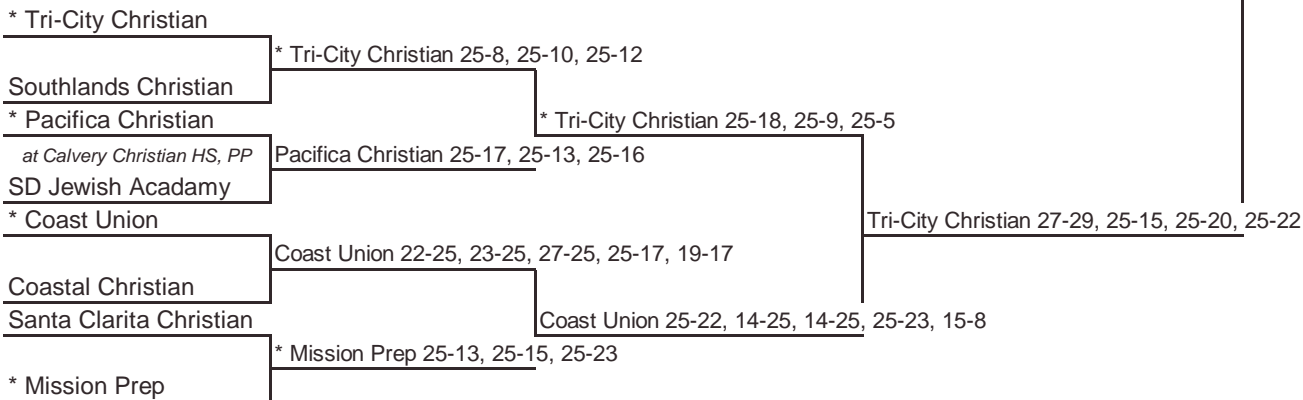 * Tri-City Christian
* Tri-City Christian 25-8, 25-10, 25-12
Southlands Christian
* Pacifica Christian
* Tri-City Christian 25-18, 25-9, 25-5
at Calvery Christian HS, PP
Pacifica Christian 25-17, 25-13, 25-16
SD Jewish Acadamy
* Coast Union
Tri-City Christian 27-29, 25-15, 25-20, 25-22
Coast Union 22-25, 23-25, 27-25, 25-17, 19-17
Coastal Christian
Santa Clarita Christian
Coast Union 25-22, 14-25, 14-25, 25-23, 15-8
* Mission Prep 25-13, 25-15, 25-23
* Mission Prep